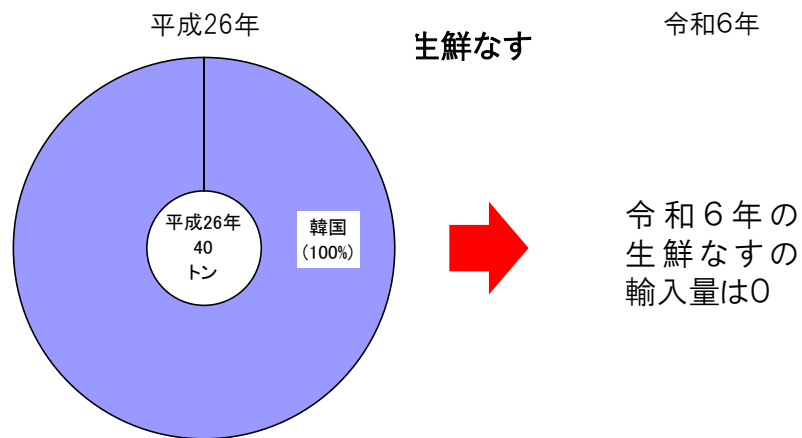 平成26年
生鮮なす
令和6年
平成26年
40
トン
韓国
(100%)
令和６年の
生鮮なすの
輸入量は0